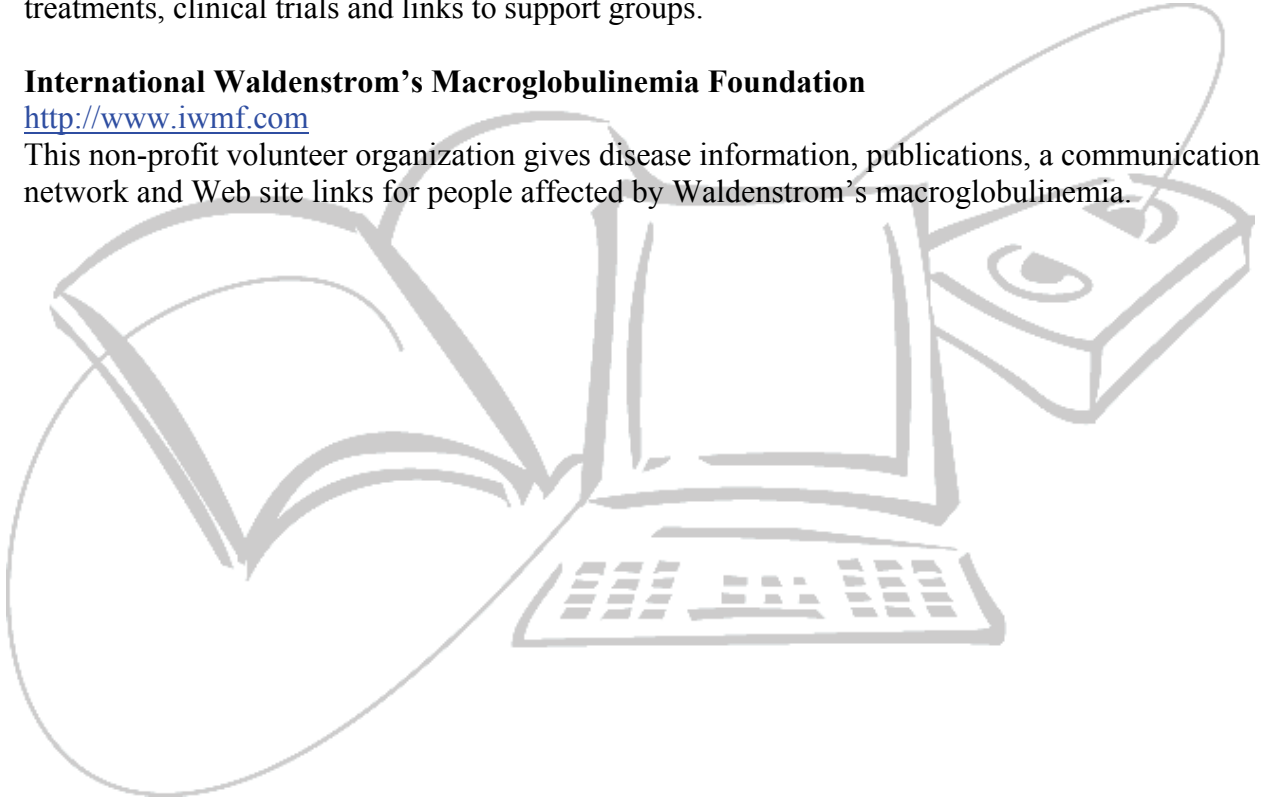 treatments, clinical trials and links to support groups.
International Waldenstrom’s Macroglobulinemia Foundation
http://www.iwmf.com
This non-profit volunteer organization gives disease information, publications, a communication
network and Web site links for people affected by Waldenstrom’s macroglobulinemia.